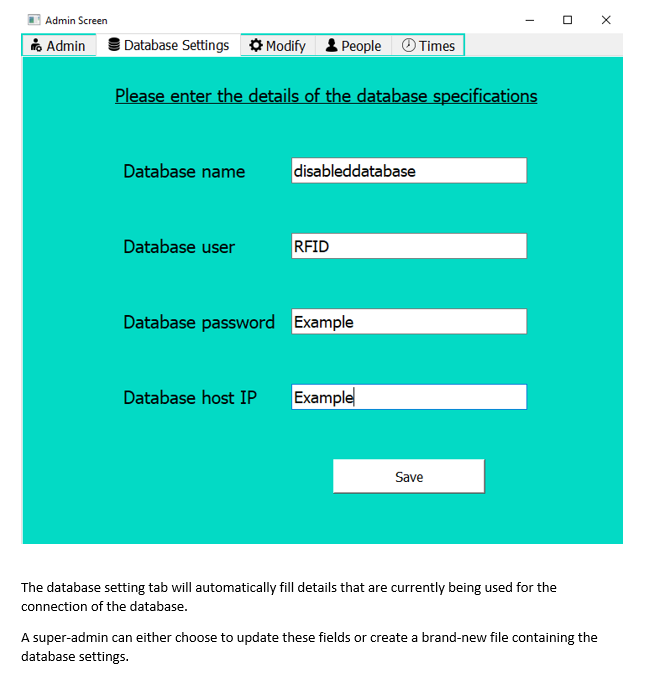 Admin Screen
Admin Database Settings Modify People Times
Please enter the details of the database specifications
Database name disableddatabase
Database user RFID
Database password Example
Database host IP Example
Save
The database setting tab will automatically fill details that are currently being used for the
connection of the database.
A super-admin can either choose to update these fields or create a brand-new file containing the
database settings.